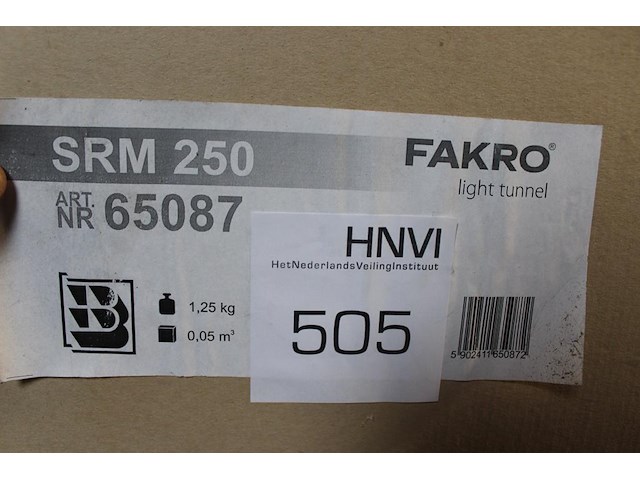 SRM 250
FAKRO®
light tunnel
ART. NR 65087
HNVI
HetNederlandsVeilingInstituut
505
B
1,25 kg
0,05 m³
5 902411 650872